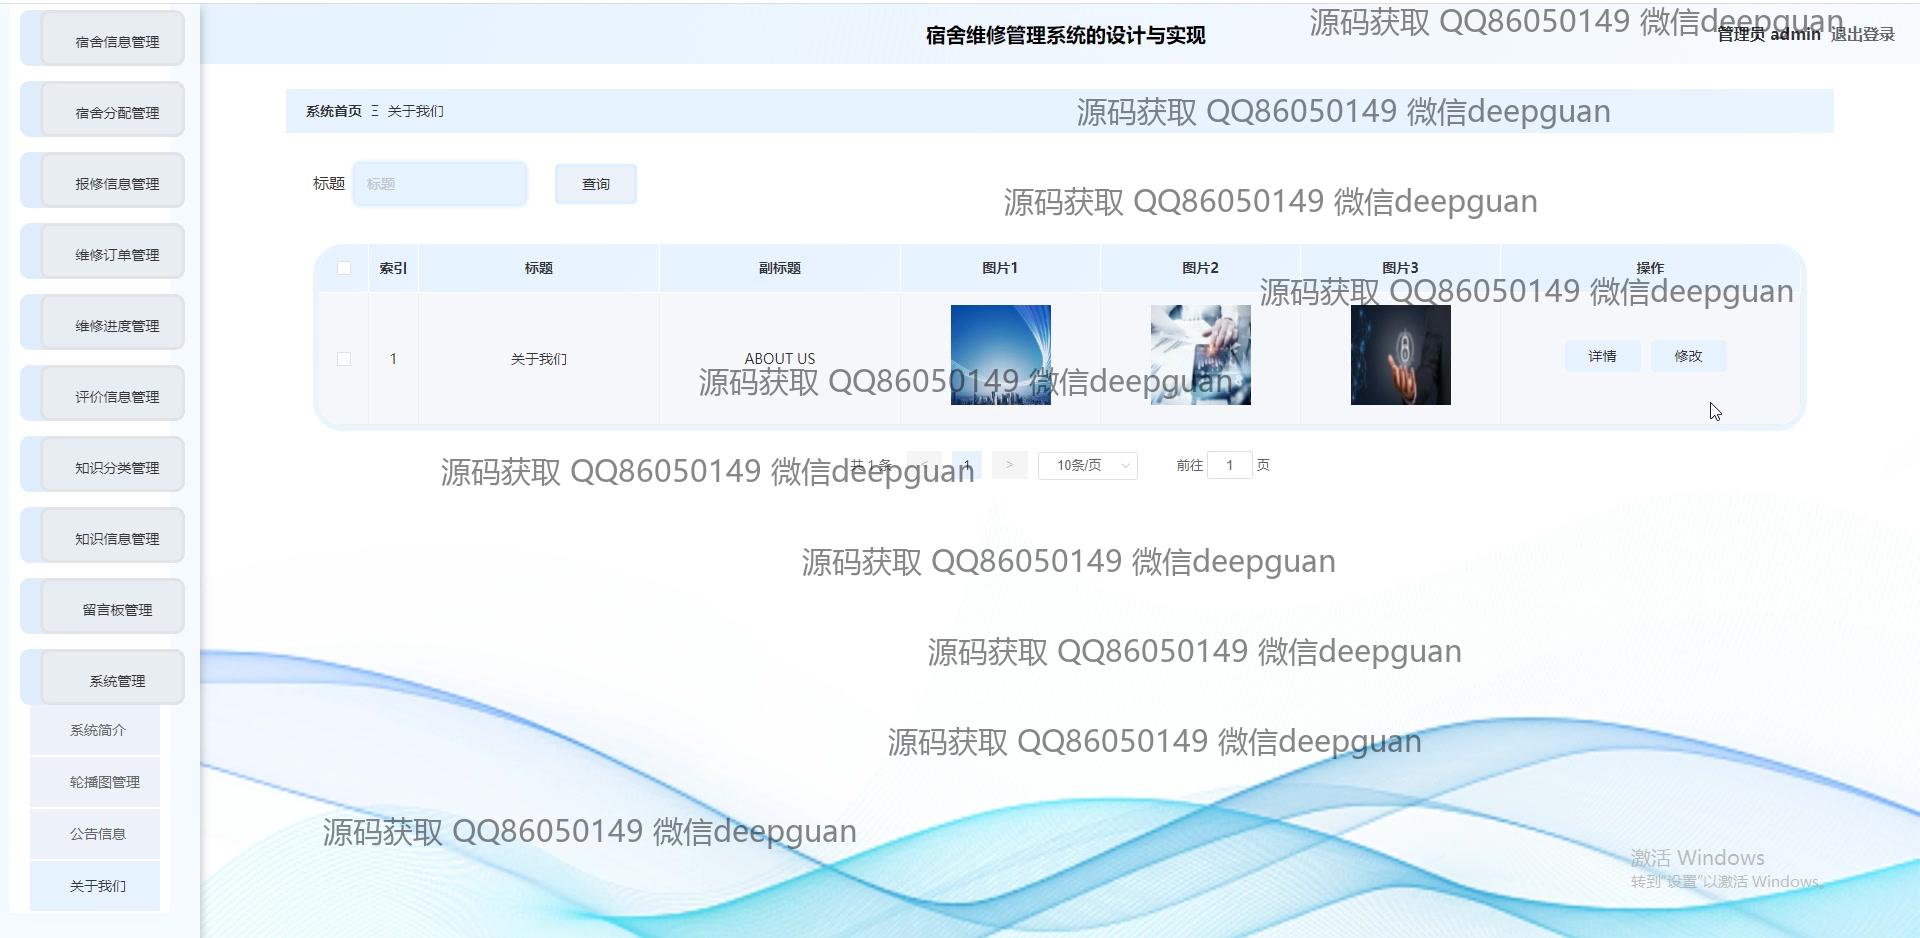 宿舍维修管理系统的设计与实现
源码获取 QQ86050149 微信deepguan
管理员 admin 退出登录
宿舍信息管理
宿舍分配管理
报修信息管理
维修订单管理
维修进度管理
评价信息管理
知识分类管理
知识信息管理
留言板管理
系统管理
系统简介
轮播图管理
公告信息
关于我们
系统首页 Ξ 关于我们
源码获取 QQ86050149 微信deepguan
标题 标题 查询
源码获取 QQ86050149 微信deepguan
索引 标题 副标题 图片1 图片2 图片3 操作
源码获取 QQ86050149 微信deepguan
1 关于我们 ABOUT US 详情 修改
源码获取 QQ86050149 微信deepguan
共 1 条 < 1 > 10条/页 前往 1 页
源码获取 QQ86050149 微信deepguan
源码获取 QQ86050149 微信deepguan
源码获取 QQ86050149 微信deepguan
源码获取 QQ86050149 微信deepguan
源码获取 QQ86050149 微信deepguan
激活 Windows
转到"设置"以激活 Windows。